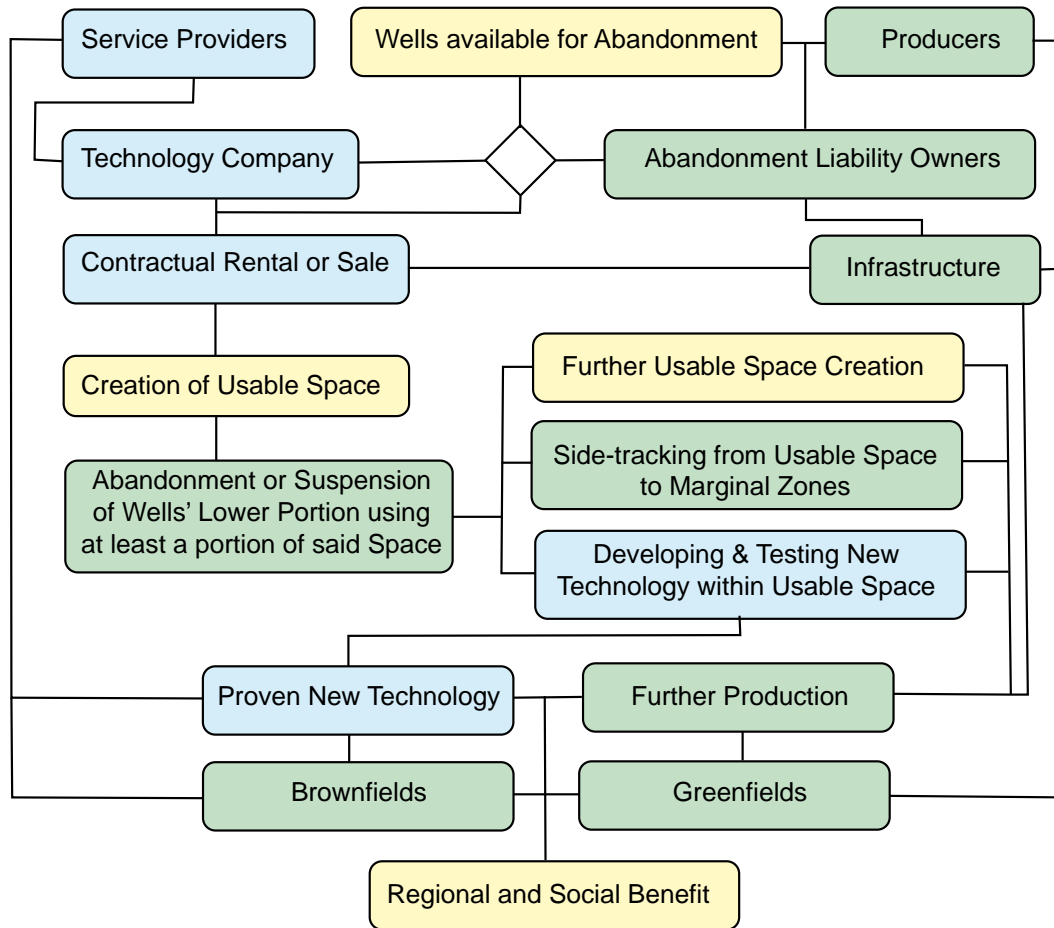 Service Providers
Wells available for Abandonment
Producers
Technology Company
Abandonment Liability Owners
Contractual Rental or Sale
Infrastructure
Creation of Usable Space
Further Usable Space Creation
Abandonment or Suspension
of Wells’ Lower Portion using
at least a portion of said Space
Side-tracking from Usable Space
to Marginal Zones
Developing & Testing New
Technology within Usable Space
Proven New Technology
Further Production
Brownfields
Greenfields
Regional and Social Benefit